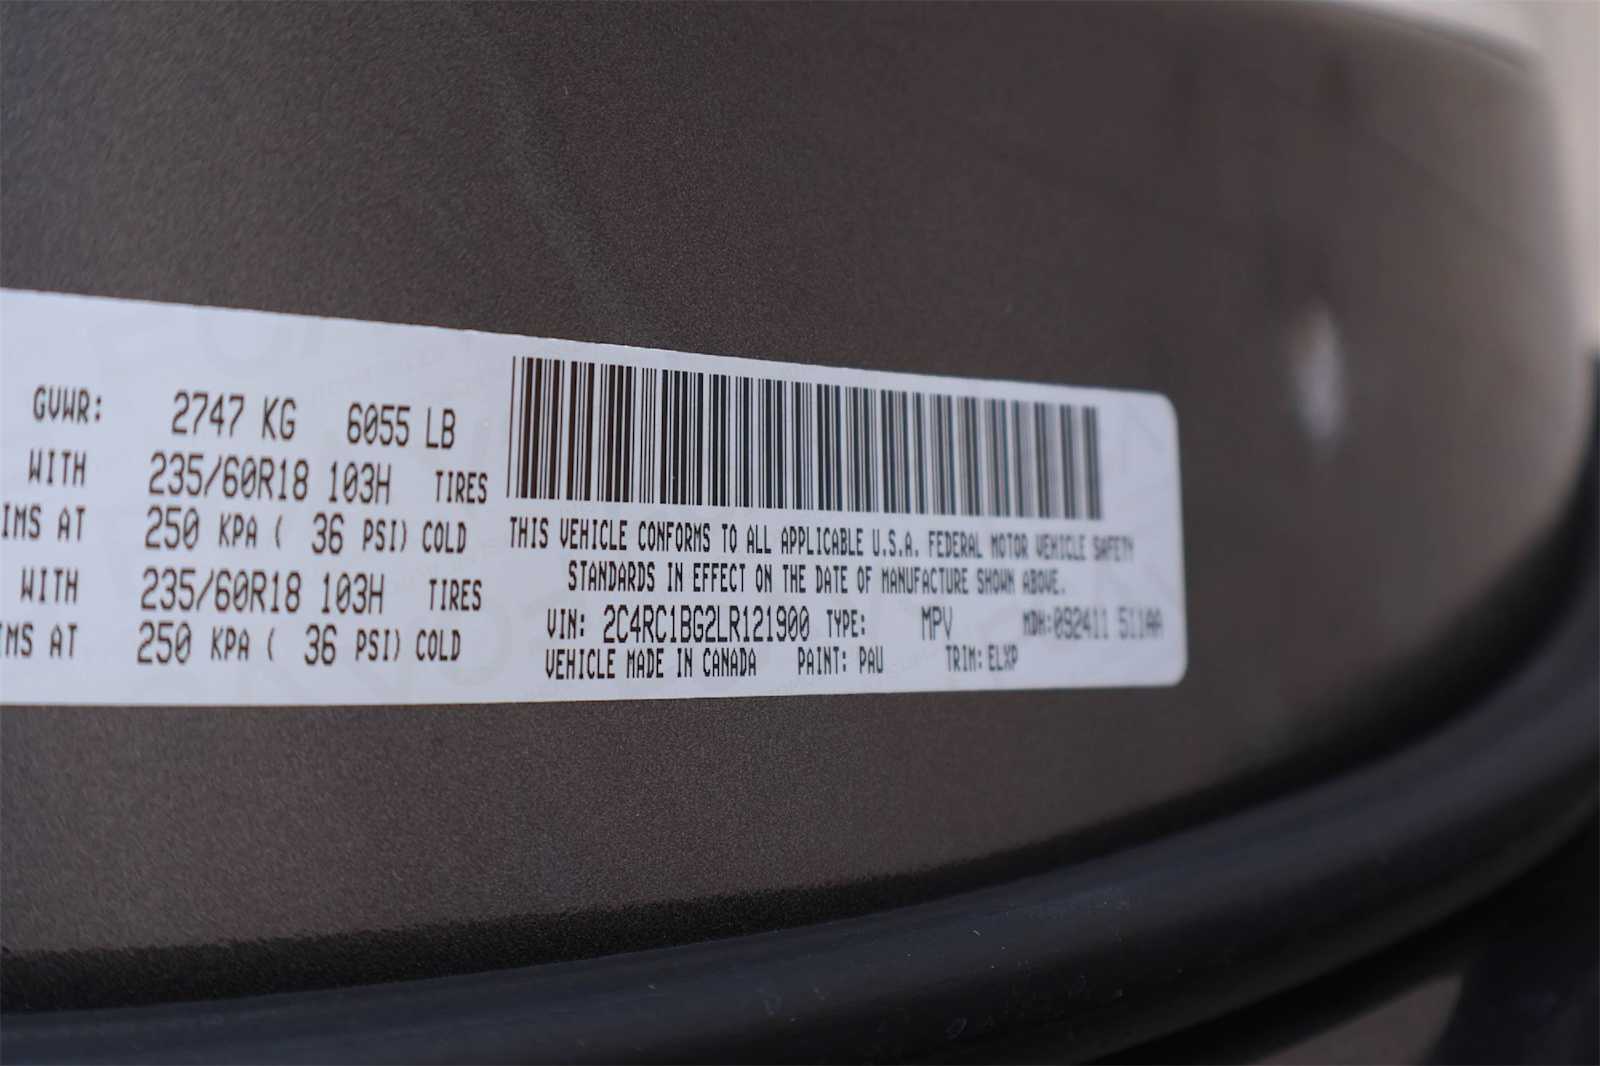 GVWR: 2747 KG 6055 LB
WITH 235/60R18 103H TIRES
IMS AT 250 KPA ( 36 PSI) COLD
WITH 235/60R18 103H TIRES
IMS AT 250 KPA ( 36 PSI) COLD
THIS VEHICLE CONFORMS TO ALL APPLICABLE U.S.A. FEDERAL MOTOR VEHICLE SAFETY
STANDARDS IN EFFECT ON THE DATE OF MANUFACTURE SHOWN ABOVE.
VIN: 2C4RC1BG2LR121900 TYPE: MPV MDH:092411 511AA
VEHICLE MADE IN CANADA PAINT: PAU TRIM: ELXP